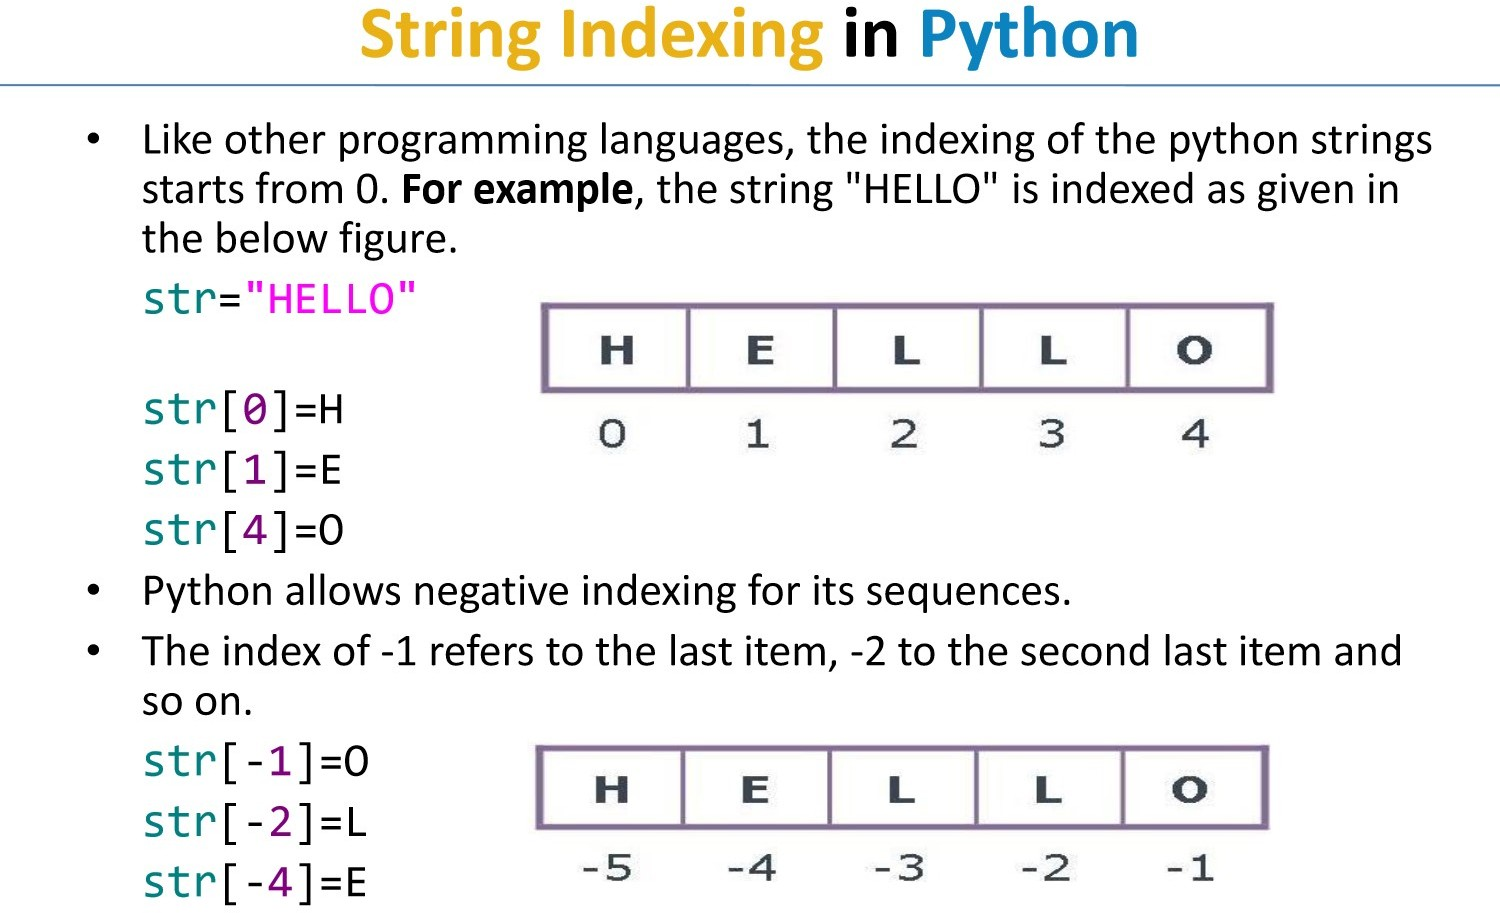 String Indexing in Python
• Like other programming languages, the indexing of the python strings
starts from 0. For example, the string "HELLO" is indexed as given in
the below figure.
str="HELLO"
H E L L O
0 1 2 3 4
str[0]=H
str[1]=E
str[4]=O
• Python allows negative indexing for its sequences.
• The index of -1 refers to the last item, -2 to the second last item and
so on.
str[-1]=O
str[-2]=L
str[-4]=E
H E L L O
-5 -4 -3 -2 -1